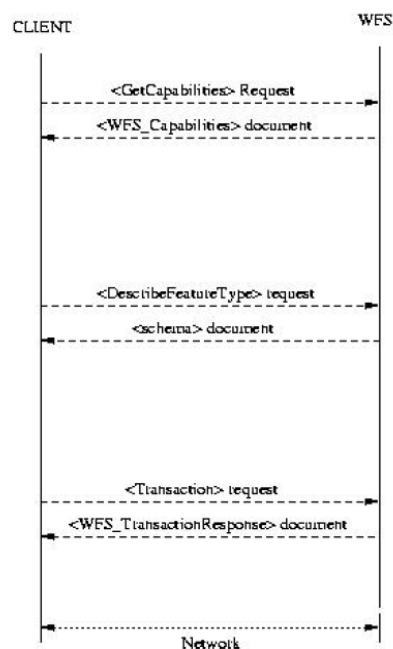 CLIENT
WFS
<GetCapabilities> Request
<WFS_Capabilities> document
<DescribeFeatureType> request
<schema> document
<Transaction> request
<WFS_TransactionResponse> document
Network